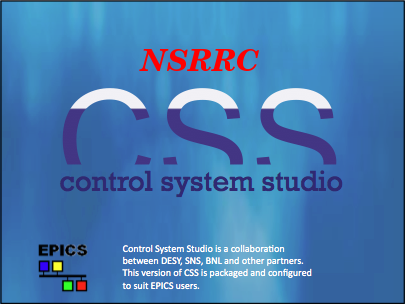 NSRRC
CSS
control system studio
EPICS
Control System Studio is a collaboration
between DESY, SNS, BNL and other partners.
This version of CSS is packaged and configured
to suit EPICS users.